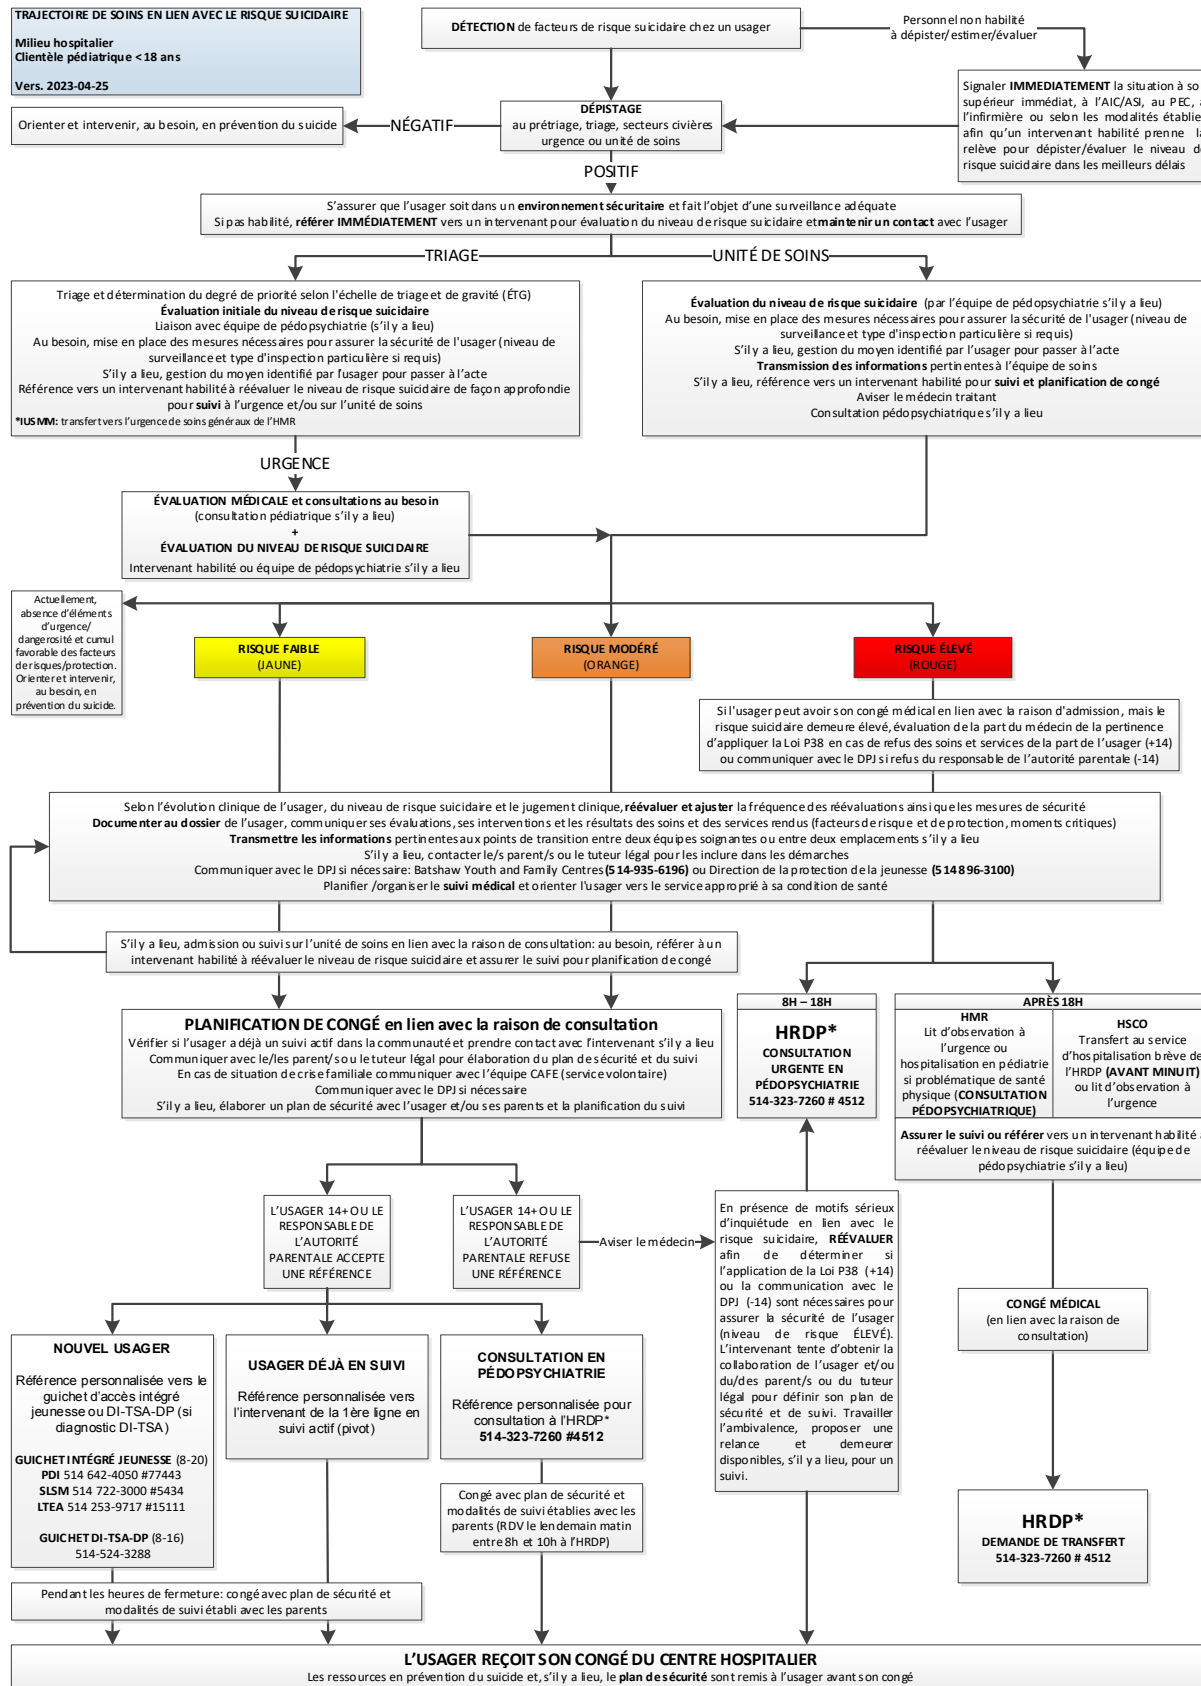 TRAJECTOIRE DE SOINS EN LIEN AVEC LE RISQUE SUICIDAIRE
Milieu hospitalier
Clientèle pédiatrique < 18 ans
Vers. 2023-04-25
DÉTECTION de facteurs de risque suicidaire chez un usager
Personnel non habilité
à dépister/estimer/évaluer
Signaler IMMEDIATEMENT la situation à so
supérieur immédiat, à l'AIC/ASI, au PEC,
l'infirmière ou selon les modalités établie
afin qu'un intervenant habilité prenne la
relève pour dépister/évaluer le niveau d
risque suicidaire dans les meilleurs délais
DÉPISTAGE
au prétriage, triage, secteurs civières
urgence ou unité de soins
NÉGATIF
Orienter et intervenir, au besoin, en prévention du suicide
POSITIF
S'assurer que l'usager soit dans un environnement sécuritaire et fait l'objet d'une surveillance adéquate
Si pas habilité, référer IMMÉDIATEMENT vers un intervenant pour évaluation du niveau de risque suicidaire et maintenir un contact avec l'usager
TRIAGE
UNITÉ DE SOINS
Triage et détermination du degré de priorité selon l'échelle de triage et de gravité (ÉTG)
Évaluation initiale du niveau de risque suicidaire
Liaison avec équipe de pédopsychiatrie (s'il y a lieu)
Au besoin, mise en place des mesures nécessaires pour assurer la sécurité de l'usager (niveau de
surveillance et type d'inspection particulière si requis)
S'il y a lieu, gestion du moyen identifié par l'usager pour passer à l'acte
Référence vers un intervenant habilité à réévaluer le niveau de risque suicidaire de façon approfondie
pour suivi à l'urgence et/ou sur l'unité de soins
*IUSMM: transfert vers l'urgence de soins généraux de l'HMR
Évaluation du niveau de risque suicidaire (par l'équipe de pédopsychiatrie s'il y a lieu)
Au besoin, mise en place des mesures nécessaires pour assurer la sécurité de l'usager (niveau de
surveillance et type d'inspection particulière si requis)
S'il y a lieu, gestion du moyen identifié par l'usager pour passer à l'acte
Transmission des informations pertinentes à l'équipe de soins
S'il y a lieu, référence vers un intervenant habilité pour suivi et planification de congé
Aviser le médecin traitant
Consultation pédopsychiatrique s'il y a lieu
URGENCE
ÉVALUATION MÉDICALE et consultations au besoin
(consultation pédiatrique s'il y a lieu)
+
ÉVALUATION DU NIVEAU DE RISQUE SUICIDAIRE
Intervenant habilité ou équipe de pédopsychiatrie s'il y a lieu
Actuellement,
absence d'éléments
d'urgence/
dangerosité et cumul
favorable des facteurs
de risques/protection.
Orienter et intervenir,
au besoin, en
prévention du suicide.
RISQUE FAIBLE
(JAUNE)
RISQUE MODÉRÉ
(ORANGE)
RISQUE ÉLEVÉ
(ROUGE)
Si l'usager peut avoir son congé médical en lien avec la raison d'admission, mais le
risque suicidaire demeure élevé, évaluation de la part du médecin de la pertinence
d'appliquer la Loi P38 en cas de refus des soins et services de la part de l'usager (+14)
ou communiquer avec le DPJ si refus du responsable de l'autorité parentale (-14)
Selon l'évolution clinique de l'usager, du niveau de risque suicidaire et le jugement clinique, réévaluer et ajuster la fréquence des réévaluations ainsi que les mesures de sécurité
Documenter au dossier de l'usager, communiquer ses évaluations, ses interventions et les résultats des soins et des services rendus (facteurs de risque et de protection, moments critiques)
Transmettre les informations pertinentes aux points de transition entre deux équipes soignantes ou entre deux emplacements s'il y a lieu
S'il y a lieu, contacter le/s parent/s ou le tuteur légal pour les inclure dans les démarches
Communiquer avec le DPJ si nécessaire: Batshaw Youth and Family Centres (514-935-6196) ou Direction de la protection de la jeunesse (514 896-3100)
Planifier /organiser le suivi médical et orienter l'usager vers le service approprié à sa condition de santé
S'il y a lieu, admission ou suivi sur l'unité de soins en lien avec la raison de consultation: au besoin, référer à un
intervenant habilité à réévaluer le niveau de risque suicidaire et assurer le suivi pour planification de congé
PLANIFICATION DE CONGÉ en lien avec la raison de consultation
Vérifier si l'usager a déjà un suivi actif dans la communauté et prendre contact avec l'intervenant s'il y a lieu
Communiquer avec le/les parent/s ou le tuteur légal pour élaboration du plan de sécurité et du suivi
En cas de situation de crise familiale communiquer avec l'équipe CAFE (service volontaire)
Communiquer avec le DPJ si nécessaire
S'il y a lieu, élaborer un plan de sécurité avec l'usager et/ou ses parents et la planification du suivi
8H – 18H
HRDP*
CONSULTATION
URGENTE EN
PÉDOPSYCHIATRIE
514-323-7260 # 4512
APRÈS 18H
HMR
Lit d'observation à
l'urgence ou
hospitalisation en pédiatrie
si problématique de santé
physique (CONSULTATION
PÉDOPSYCHIATRIQUE)
HSCO
Transfert au service
d'hospitalisation brève de
l'HRDP (AVANT MINUIT)
ou lit d'observation à
l'urgence
Assurer le suivi ou référer vers un intervenant habilité
réévaluer le niveau de risque suicidaire (équipe de
pédopsychiatrie s'il y a lieu)
L'USAGER 14+ OU LE
RESPONSABLE DE
L'AUTORITÉ
PARENTALE ACCEPTE
UNE RÉFÉRENCE
L'USAGER 14+ OU LE
RESPONSABLE DE
L'AUTORITÉ
PARENTALE REFUSE
UNE RÉFÉRENCE
Aviser le médecin
En présence de motifs sérieux
d'inquiétude en lien avec le
risque suicidaire, RÉÉVALUER
afin de déterminer si
l'application de la Loi P38 (+14)
ou la communication avec le
DPJ (-14) sont nécessaires pour
assurer la sécurité de l'usager
(niveau de risque ÉLEVÉ).
L'intervenant tente d'obtenir la
collaboration de l'usager et/ou
du/des parent/s ou du tuteur
légal pour définir son plan de
sécurité et de suivi. Travailler
l'ambivalence, proposer une
relance et demeurer
disponibles, s'il y a lieu, pour un
suivi.
CONGÉ MÉDICAL
(en lien avec la raison de
consultation)
NOUVEL USAGER
Référence personnalisée vers le
guichet d'accès intégré
jeunesse ou DI-TSA-DP (si
diagnostic DI-TSA)
GUICHET INTÉGRÉ JEUNESSE (8-20)
PDI 514 642-4050 #77443
SLSM 514 722-3000 #5434
LTEA 514 253-9717 #15111
GUICHET DI-TSA-DP (8-16)
514-524-3288
USAGER DÉJÀ EN SUIVI
Référence personnalisée vers
l'intervenant de la 1ère ligne en
suivi actif (pivot)
CONSULTATION EN
PÉDOPSYCHIATRIE
Référence personnalisée pour
consultation à l'HRDP*
514-323-7260 #4512
Congé avec plan de sécurité et
modalités de suivi établies avec les
parents (RDV le lendemain matin
entre 8h et 10h à l'HRDP)
HRDP*
DEMANDE DE TRANSFERT
514-323-7260 # 4512
Pendant les heures de fermeture: congé avec plan de sécurité et
modalités de suivi établi avec les parents
L'USAGER REÇOIT SON CONGÉ DU CENTRE HOSPITALIER
Les ressources en prévention du suicide et, s'il y a lieu, le plan de sécurité sont remis à l'usager avant son congé